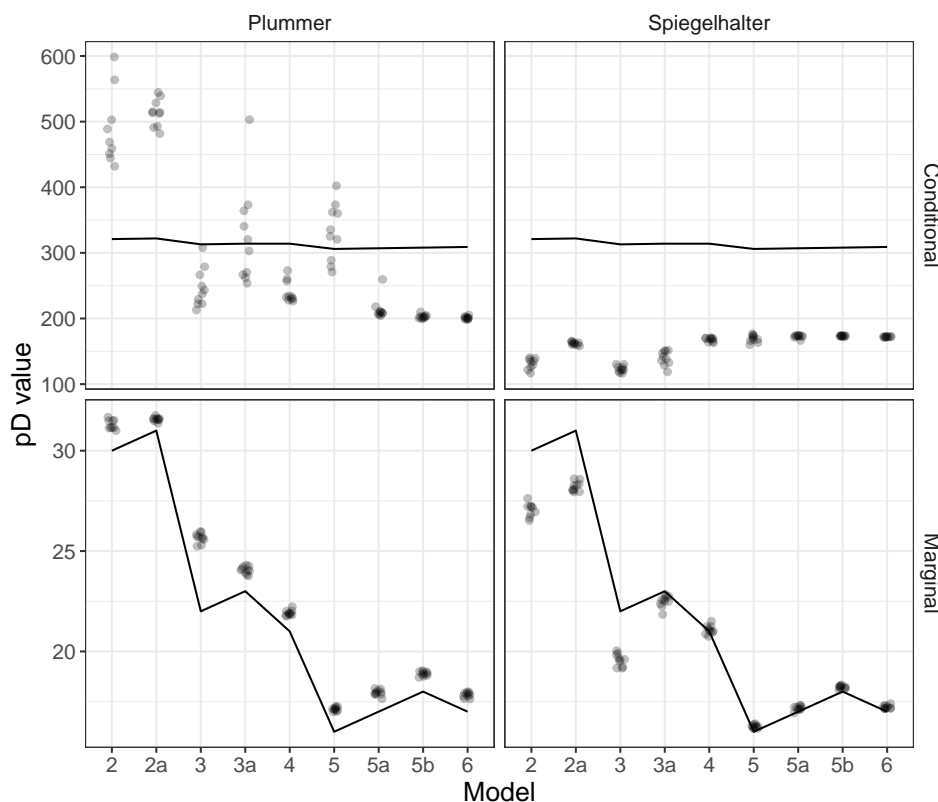 Plummer Spiegelhalter
600
500
400
300
200
100
Conditional
30
25
20
Marginal
pD value
2 2a 3 3a 4 5 5a 5b 6 2 2a 3 3a 4 5 5a 5b 6
Model